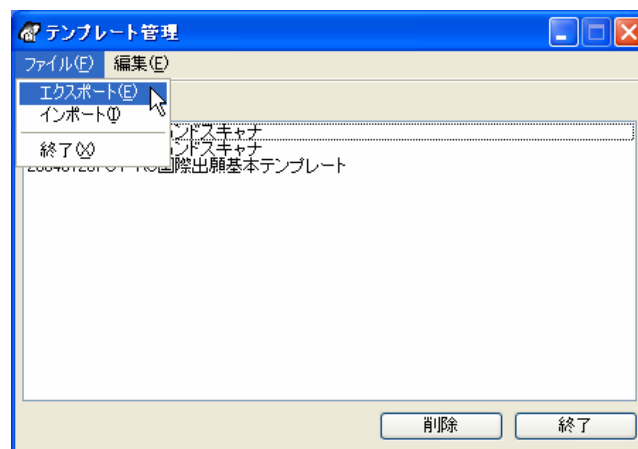 テンプレート管理
ファイル(F) 編集(E)
エクスポート(E)
インポート(I)
終了(X)
ンドスキャナ
ンドスキャナ
国際出願基本テンプレート
削除 終了